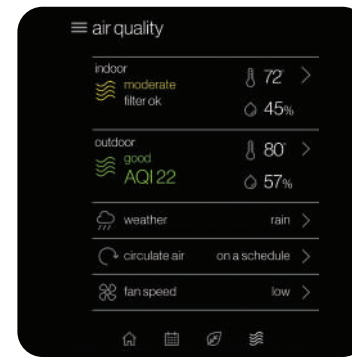 air quality
indoor
moderate
filter ok
72°
45%
outdoor
good
AQI 22
80°
57%
weather rain
circulate air on a schedule
fan speed low